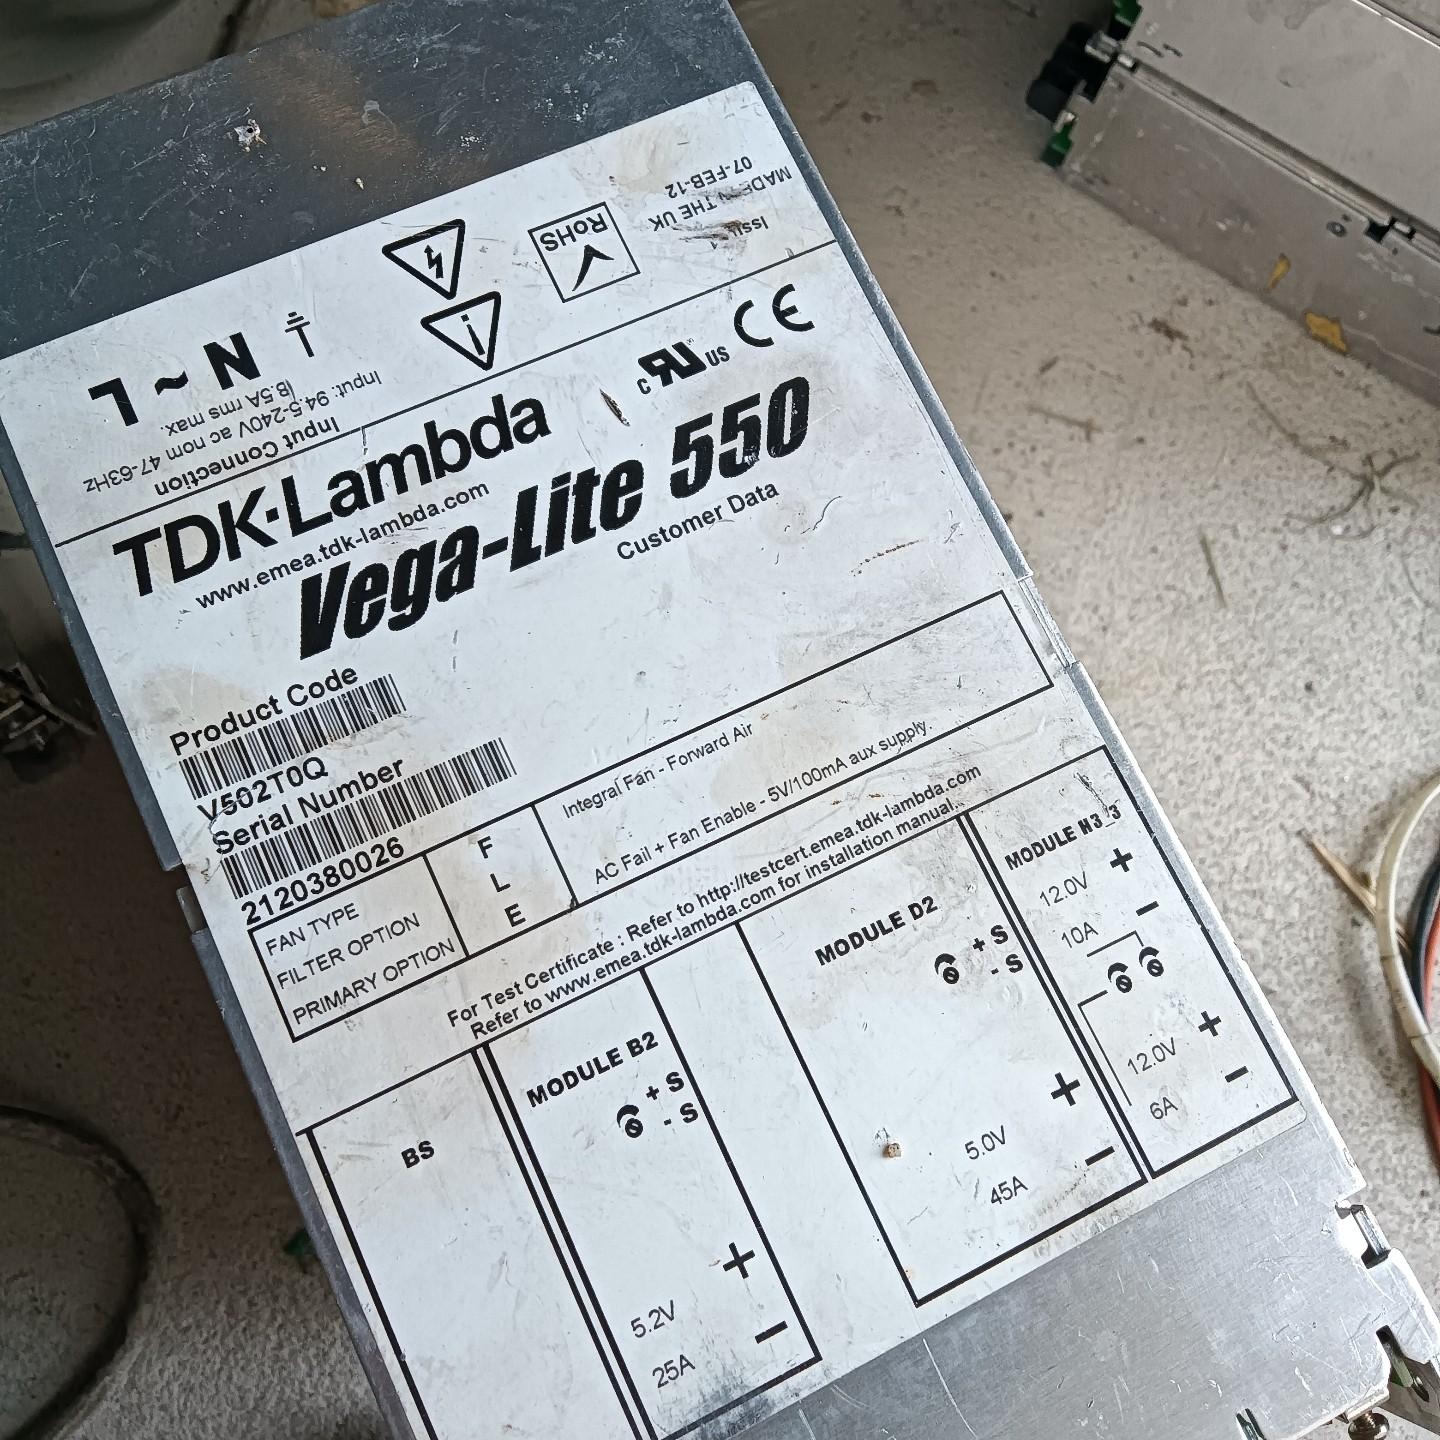 07-FEB-12
MADE IN THE UK
RoHS
L ~ N
Input Connection
Input: 94.5-240V ac nom 47-63Hz
8.5A rms max.
TDK·Lambda
www.emea.tdk-lambda.com
c US CE
Vega-Lite 550
Customer Data
Product Code
V502T0Q
Serial Number
2120380026
FAN TYPE F Integral Fan - Forward Air
FILTER OPTION L
PRIMARY OPTION E AC Fail + Fan Enable - 5V/100mA aux supply.
For Test Certificate : Refer to http://testcert.emea.tdk-lambda.com
Refer to www.emea.tdk-lambda.com for installation manual.
BS
MODULE B2
+ S
- S
+
5.2V
-
25A
MODULE D2
+ S
- S
+
5.0V
-
45A
MODULE H3_3
+
12.0V
-
10A
+
12.0V
-
6A